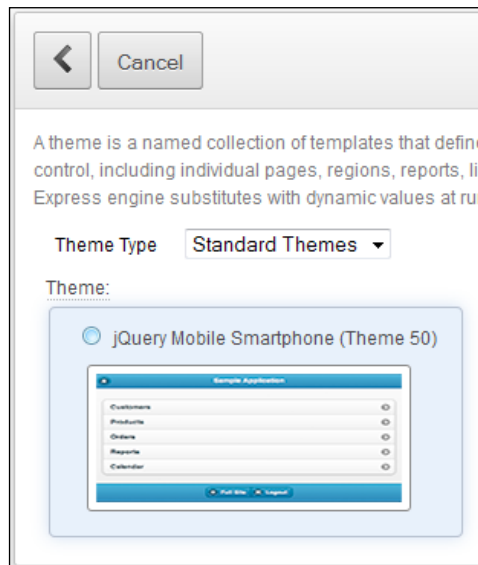 Cancel
A theme is a named collection of templates that define
control, including individual pages, regions, reports, li
Express engine substitutes with dynamic values at ru
Theme Type Standard Themes
Theme:
jQuery Mobile Smartphone (Theme 50)
Sample Application
Customers
Products
Orders
Reports
Calendar
Full Site Logout